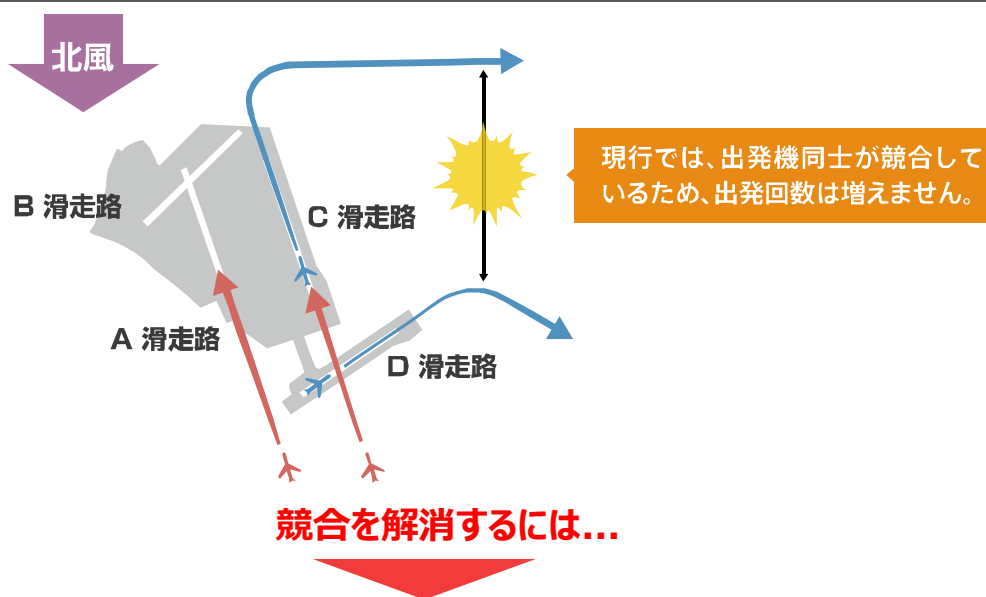 北風
現行では、出発機同士が競合して
いるため、出発回数は増えません。
B 滑走路
C 滑走路
A 滑走路
D 滑走路
競合を解消するには...